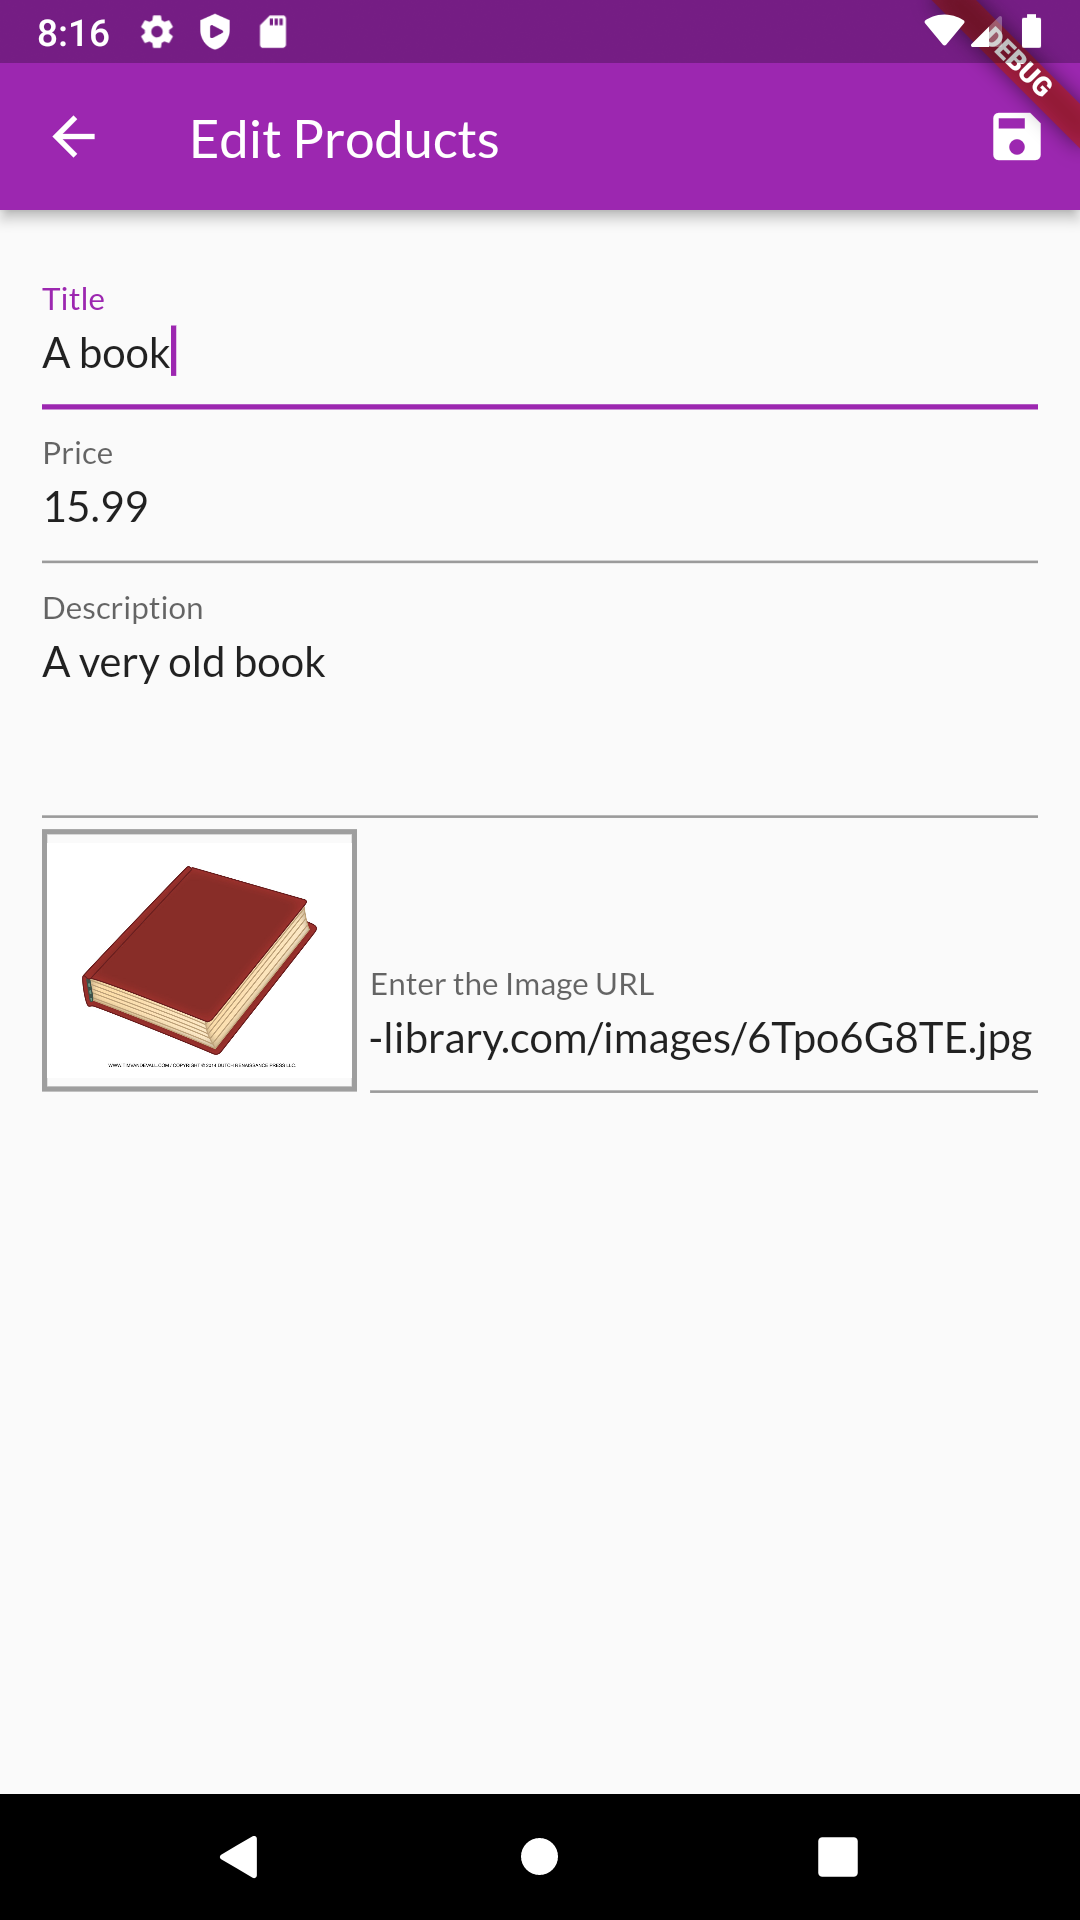 8:16
DEBUG
Edit Products
Title
A book
Price
15.99
Description
A very old book
Enter the Image URL
-library.com/images/6Tpo6G8TE.jpg